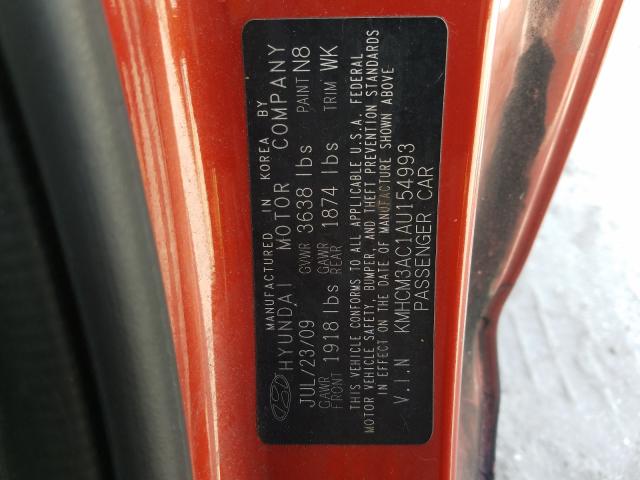 MANUFACTURED IN KOREA BY
HYUNDAI MOTOR COMPANY
JUL/23/09 GVWR 3638 lbs PAINT N8
GAWR FRONT 1918 lbs GAWR REAR 1874 lbs TRIM WK
THIS VEHICLE CONFORMS TO ALL APPLICABLE U.S.A. FEDERAL
MOTOR VEHICLE SAFETY, BUMPER, AND THEFT PREVENTION STANDARDS
IN EFFECT ON THE DATE OF MANUFACTURE SHOWN ABOVE
V.I.N KMHCM3AC1AU154993
PASSENGER CAR